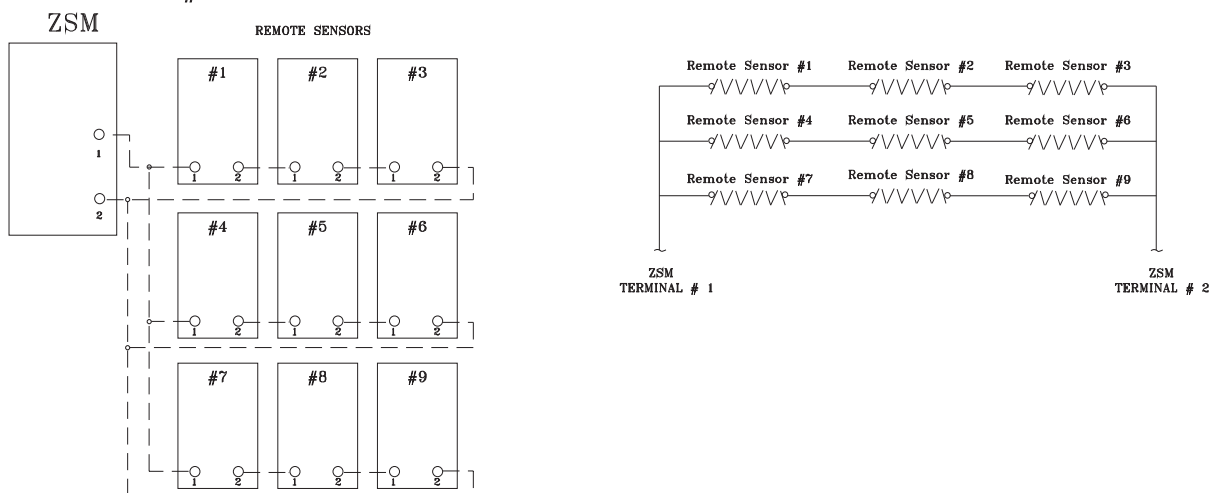 ZSM
REMOTE SENSORS
#1
#2
#3
1
2
1 2
1 2
1 2
#4
#5
#6
1 2
1 2
1 2
#7
#8
#9
1 2
1 2
1 2
Remote Sensor #1
Remote Sensor #2
Remote Sensor #3
Remote Sensor #4
Remote Sensor #5
Remote Sensor #6
Remote Sensor #7
Remote Sensor #8
Remote Sensor #9
ZSM
TERMINAL # 1
ZSM
TERMINAL # 2